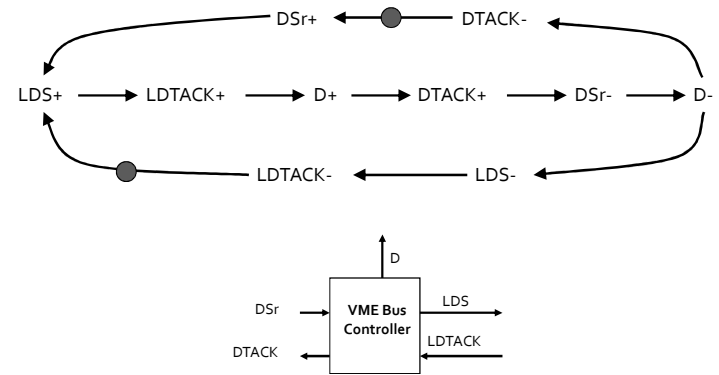 DSr+ DTACK-
LDS+ LDTACK+ D+ DTACK+ DSr- D-
LDTACK- LDS-
D
DSr VME Bus LDS
Controller
DTACK LDTACK